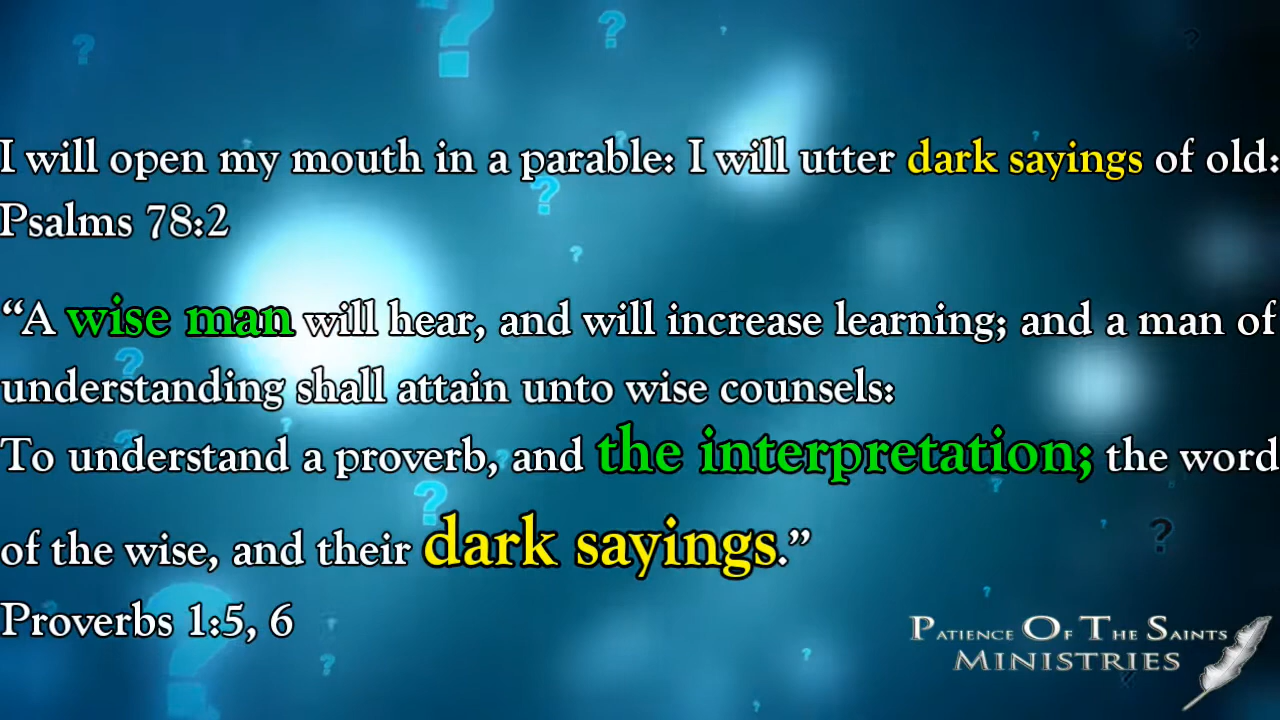 I will open my mouth in a parable: I will utter dark sayings of old:
Psalms 78:2
“A wise man will hear, and will increase learning; and a man of
understanding shall attain unto wise counsels:
To understand a proverb, and the interpretation; the word
of the wise, and their dark sayings.”
Proverbs 1:5, 6
Patience Of The Saints
Ministries